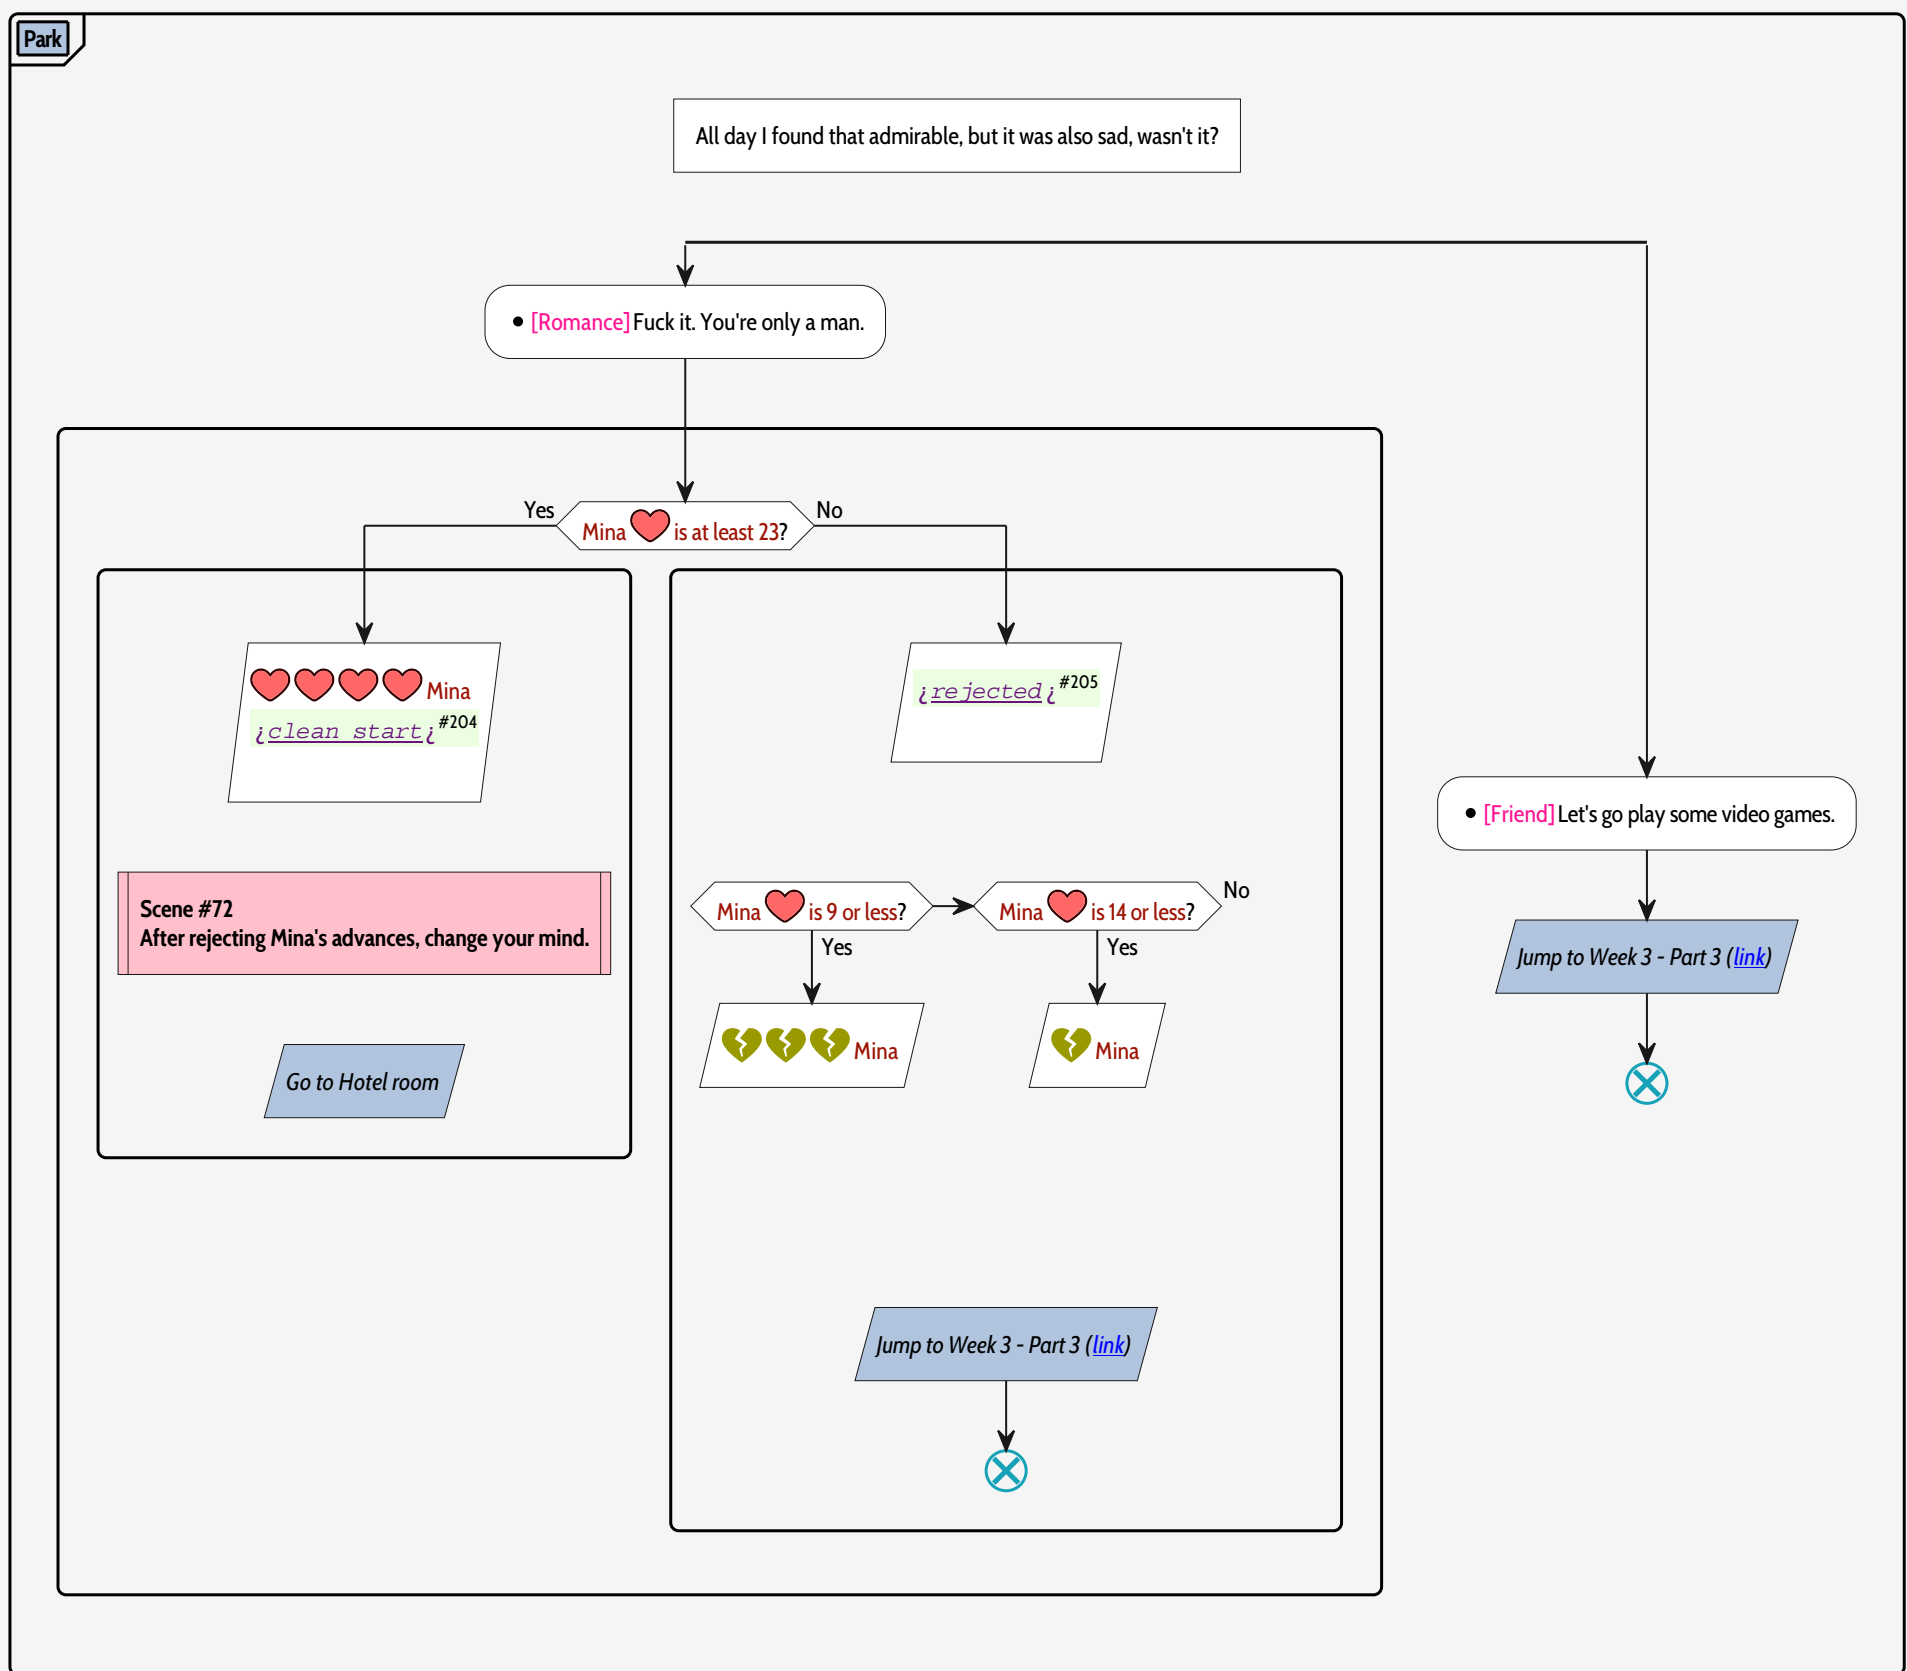 Park
All day I found that admirable, but it was also sad, wasn't it?
• [Romance] Fuck it. You're only a man.
Yes
Mina is at least 23?
No
Mina
¿clean start¿ #204
Scene #72
After rejecting Mina's advances, change your mind.
Go to Hotel room
¿rejected¿ #205
Mina is 9 or less?
Yes
Mina
Mina is 14 or less?
No
Yes
Mina
Jump to Week 3 - Part 3 (link)
• [Friend] Let's go play some video games.
Jump to Week 3 - Part 3 (link)